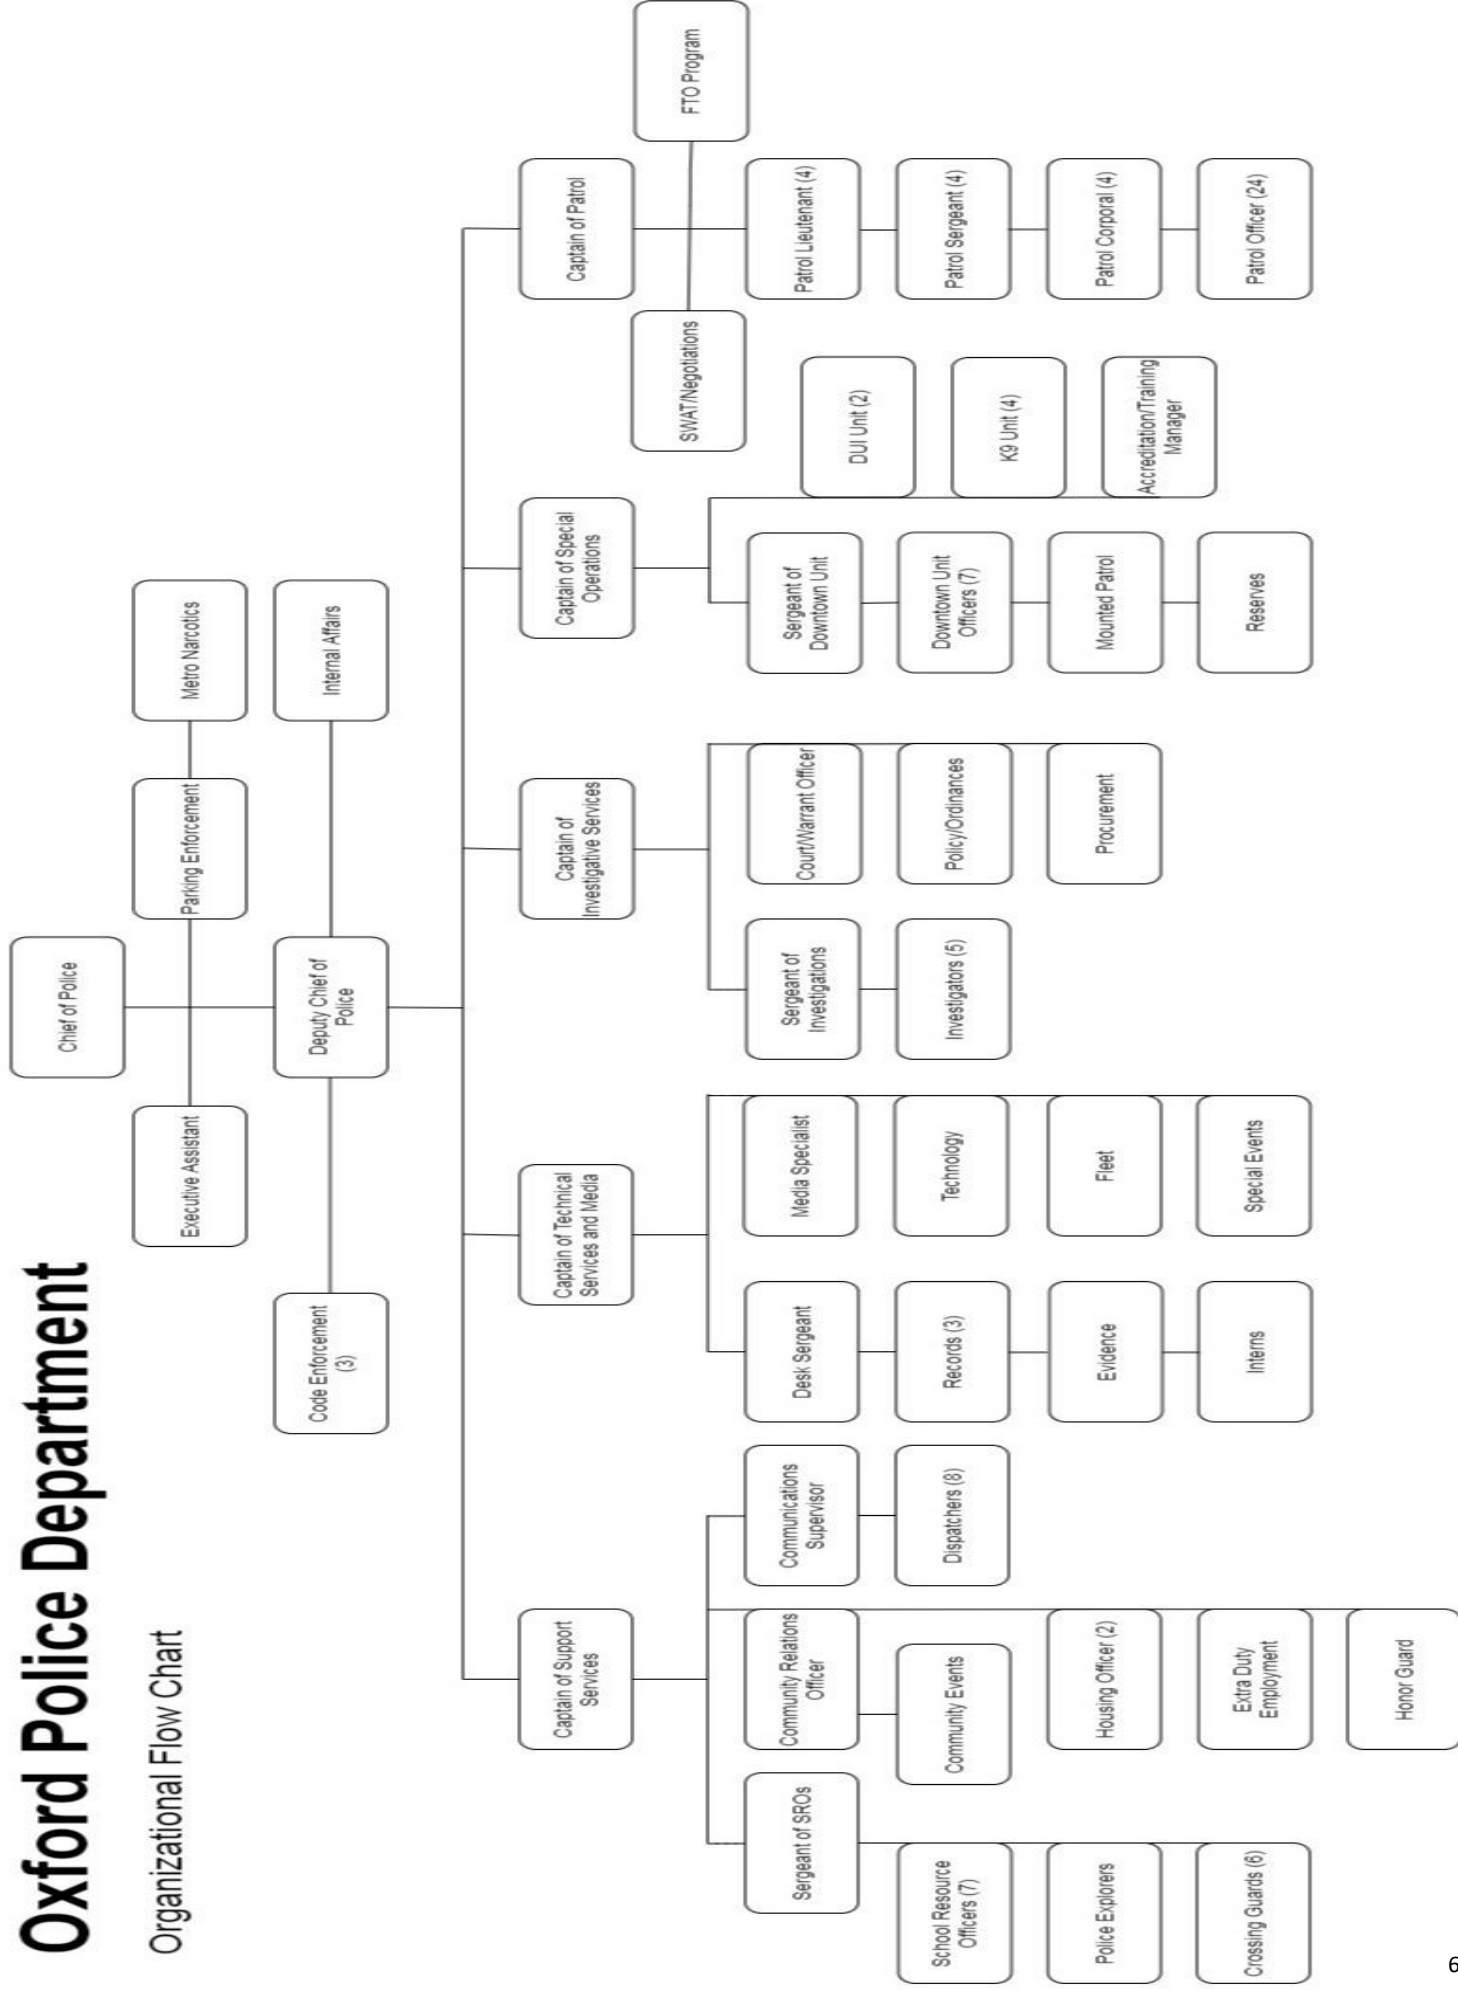 Oxford Police Department
Organizational Flow Chart
Chief of Police
Executive Assistant
Parking Enforcement
Metro Narcotics
Code Enforcement
(3)
Deputy Chief of
Police
Internal Affairs
Captain of Support
Services
Captain of Technical
Services and Media
Captain of
Investigative Services
Captain of Special
Operations
Captain of Patrol
SWAT/Negotiations
FTO Program
Sergeant of SROs
School Resource
Officers (7)
Police Explorers
Crossing Guards (6)
Community Relations
Officer
Community Events
Housing Officer (2)
Extra Duty
Employment
Honor Guard
Communications
Supervisor
Dispatchers (8)
Desk Sergeant
Records (3)
Evidence
Interns
Media Specialist
Technology
Fleet
Special Events
Sergeant of
Investigations
Investigators (5)
Court/Warrant Officer
Policy/Ordinances
Procurement
Sergeant of
Downtown Unit
Downtown Unit
Officers (7)
Mounted Patrol
Reserves
DUI Unit (2)
K9 Unit (4)
Accreditation/Training
Manager
Patrol Lieutenant (4)
Patrol Sergeant (4)
Patrol Corporal (4)
Patrol Officer (24)
6